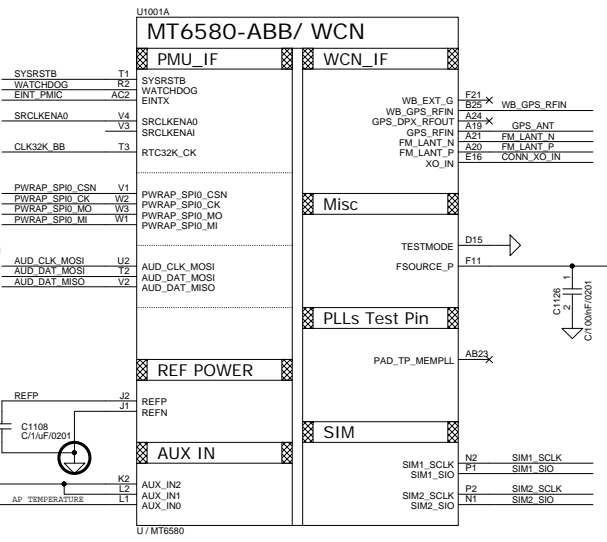 U1001A
MT6580-ABB/ WCN
PMU_IF WCN_IF
SYSRSTB T1 SYSRSTB
WATCHDOG R2 WATCHDOG
EINT_PMIC AC2 EINTX
SRCLKENA0 V4 SRCLKENA0
V3 SRCLKENAI
CLK32K_BB T3 RTC32K_CK
WB_EXT_G F21
WB_GPS_RFIN B25 WB_GPS_RFIN
GPS_DPX_RFOUT A24
GPS_RFIN A19 GPS_ANT
FM_LANT_N A21 FM_LANT_N
FM_LANT_P A20 FM_LANT_P
XO_IN E16 CONN_XO_IN
PWRAP_SPI0_CSN V1 PWRAP_SPI0_CSN
PWRAP_SPI0_CK W2 PWRAP_SPI0_CK
PWRAP_SPI0_MO W3 PWRAP_SPI0_MO
PWRAP_SPI0_MI W1 PWRAP_SPI0_MI
Misc
TESTMODE D15
FSOURCE_P F11
C1126
1
2
C/100/nF/0201
AUD_CLK_MOSI U2 AUD_CLK_MOSI
AUD_DAT_MOSI T2 AUD_DAT_MOSI
AUD_DAT_MISO V2 AUD_DAT_MISO
PLLs Test Pin
PAD_TP_MEMPLL AB23
REF POWER
REFP J2 REFP
J1 REFN
C1108
C/1/uF/0201
SIM
SIM1_SCLK N2 SIM1_SCLK
SIM1_SIO P1 SIM1_SIO
SIM2_SCLK P2 SIM2_SCLK
SIM2_SIO N1 SIM2_SIO
AUX IN
K2 AUX_IN2
L2 AUX_IN1
AP TEMPERATURE L1 AUX_IN0
U / MT6580